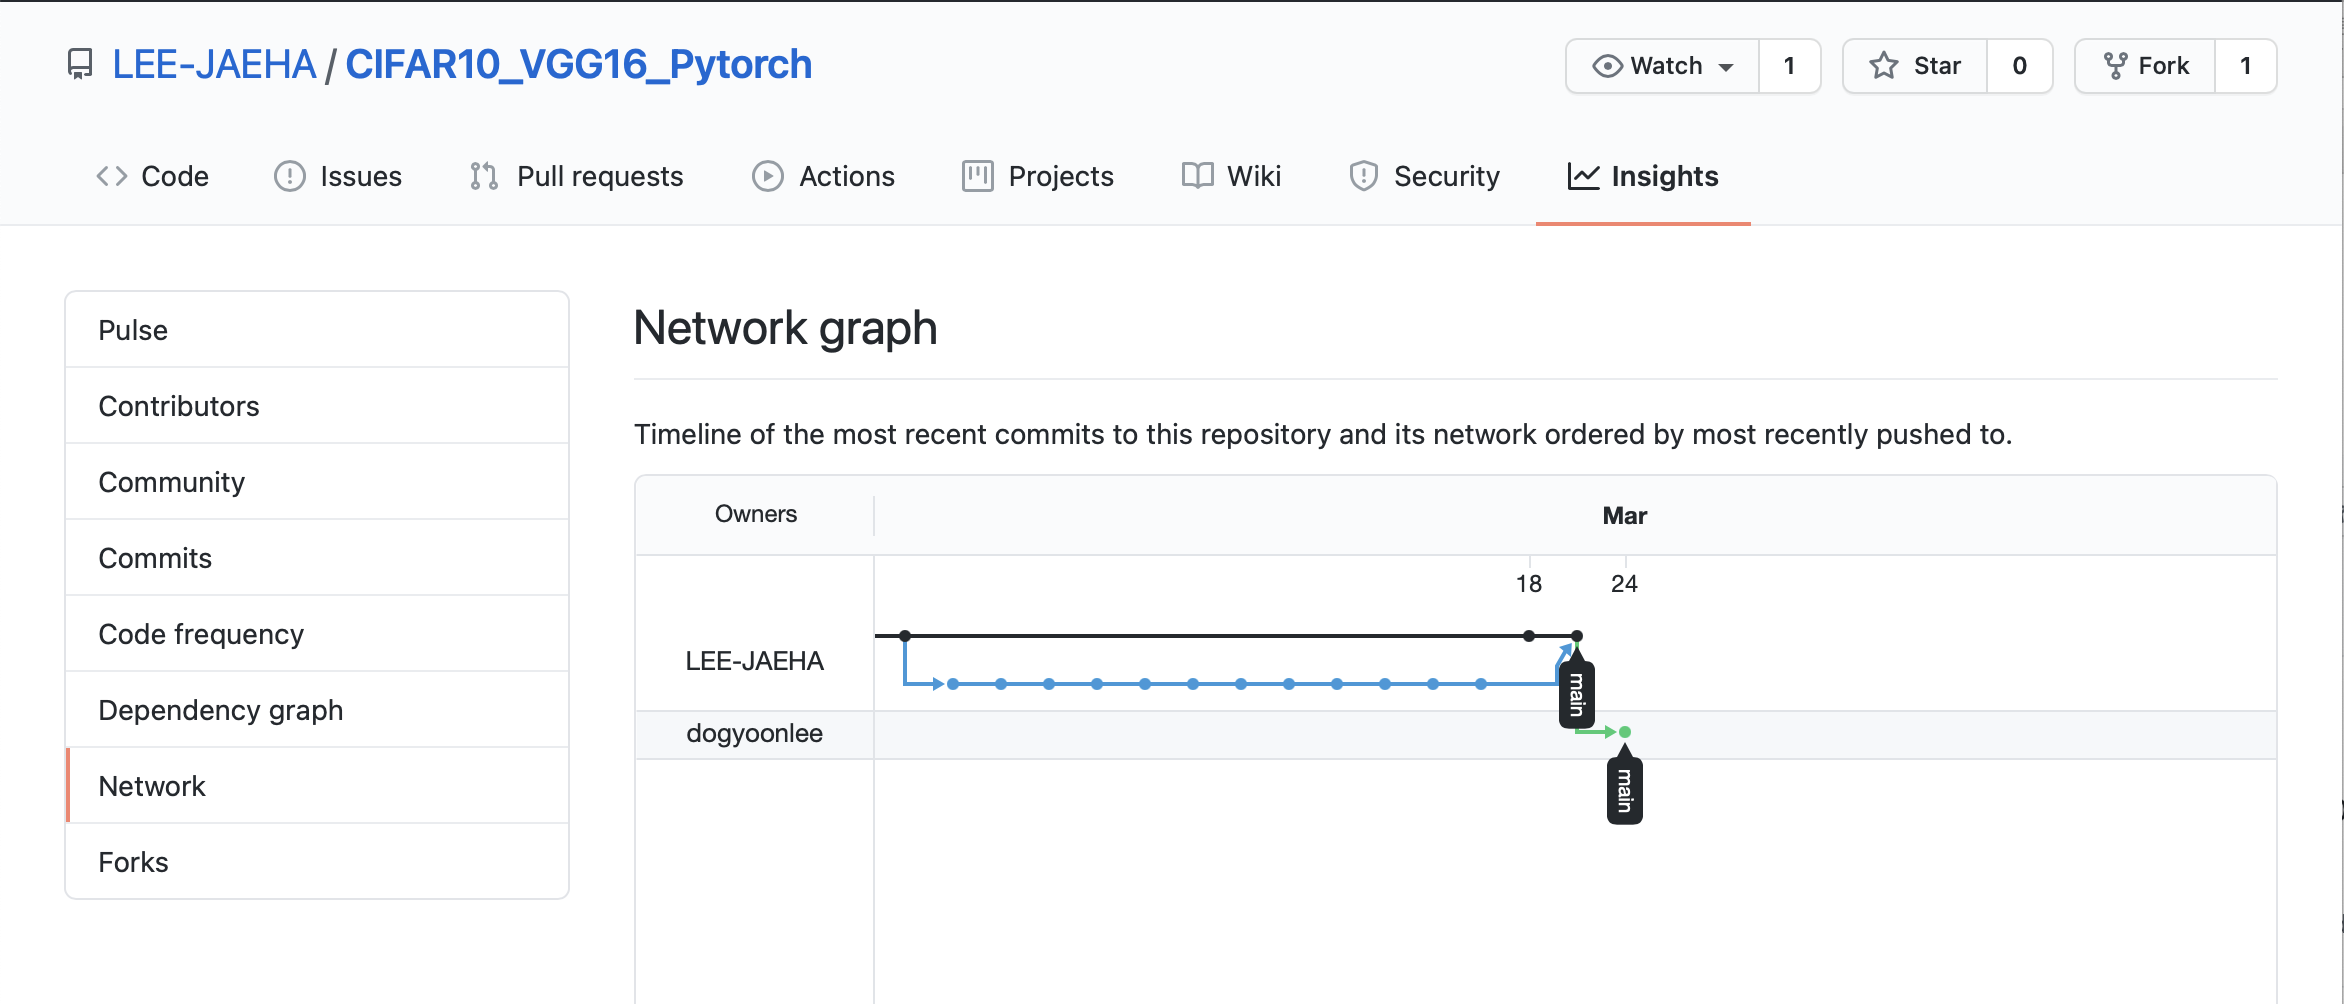 LEE-JAEHA / CIFAR10_VGG16_Pytorch
Watch 1 Star 0 Fork 1
Code Issues Pull requests Actions Projects Wiki Security Insights
Pulse
Contributors
Community
Commits
Code frequency
Dependency graph
Network
Forks
Network graph
Timeline of the most recent commits to this repository and its network ordered by most recently pushed to.
Owners Mar
18 24
LEE-JAEHA
main
dogyoonlee
main